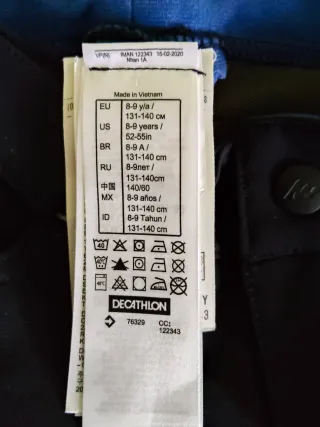 VP(N) IMAN 122343 15-02-2020
Nhan 1A
Made in Vietnam
EU 8-9 y/a /
131-140 см
US 8-9 years /
52-55in
BR 8-9 A /
131-140 cm
RU 8-9лет /
131-140cm
中国 140/60
MX 8-9 años /
131-140 cm
ID 8-9 Tahun /
131-140 cm
40
DECATHLON
76329 CC:
122343